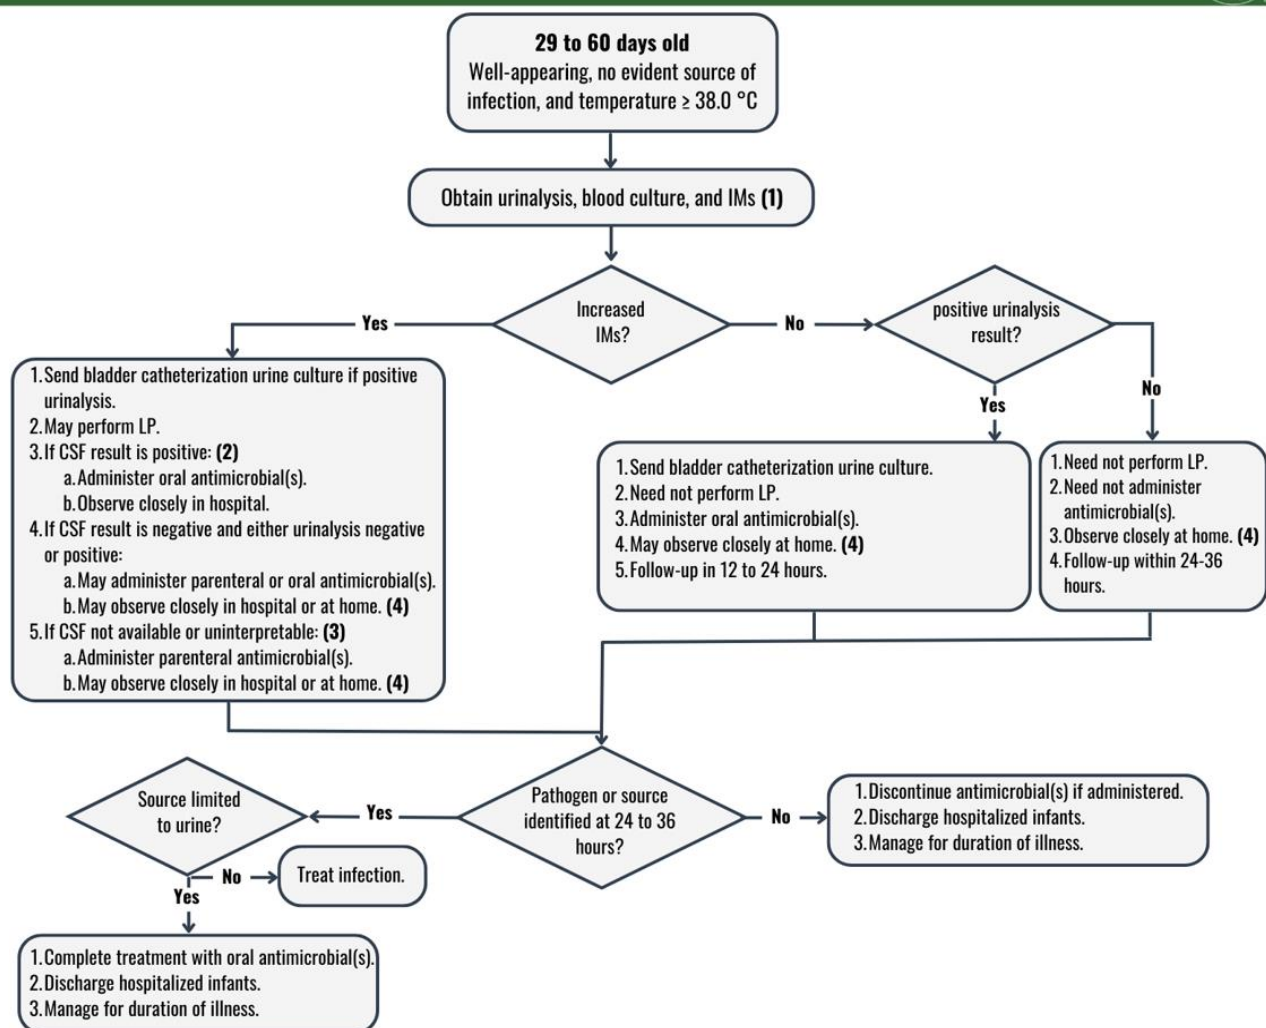 29 to 60 days old
Well-appearing, no evident source of
infection, and temperature ≥ 38.0 °C
Obtain urinalysis, blood culture, and IMs (1)
Increased
IMs?
Yes
No
positive urinalysis
result?
Yes
No
1.Send bladder catheterization urine culture if positive
urinalysis.
2.May perform LP.
3.If CSF result is positive: (2)
a.Administer oral antimicrobial(s).
b.Observe closely in hospital.
4.If CSF result is negative and either urinalysis negative
or positive:
a.May administer parenteral or oral antimicrobial(s).
b.May observe closely in hospital or at home. (4)
5.If CSF not available or uninterpretable: (3)
a.Administer parenteral antimicrobial(s).
b.May observe closely in hospital or at home. (4)
1.Send bladder catheterization urine culture.
2.Need not perform LP.
3.Administer oral antimicrobial(s).
4.May observe closely at home. (4)
5.Follow-up in 12 to 24 hours.
1.Need not perform LP.
2.Need not administer
antimicrobial(s).
3.Observe closely at home. (4)
4.Follow-up within 24-36
hours.
Pathogen or source
identified at 24 to 36
hours?
Yes
No
Source limited
to urine?
No
Yes
Treat infection.
1.Discontinue antimicrobial(s) if administered.
2.Discharge hospitalized infants.
3.Manage for duration of illness.
1.Complete treatment with oral antimicrobial(s).
2.Discharge hospitalized infants.
3.Manage for duration of illness.